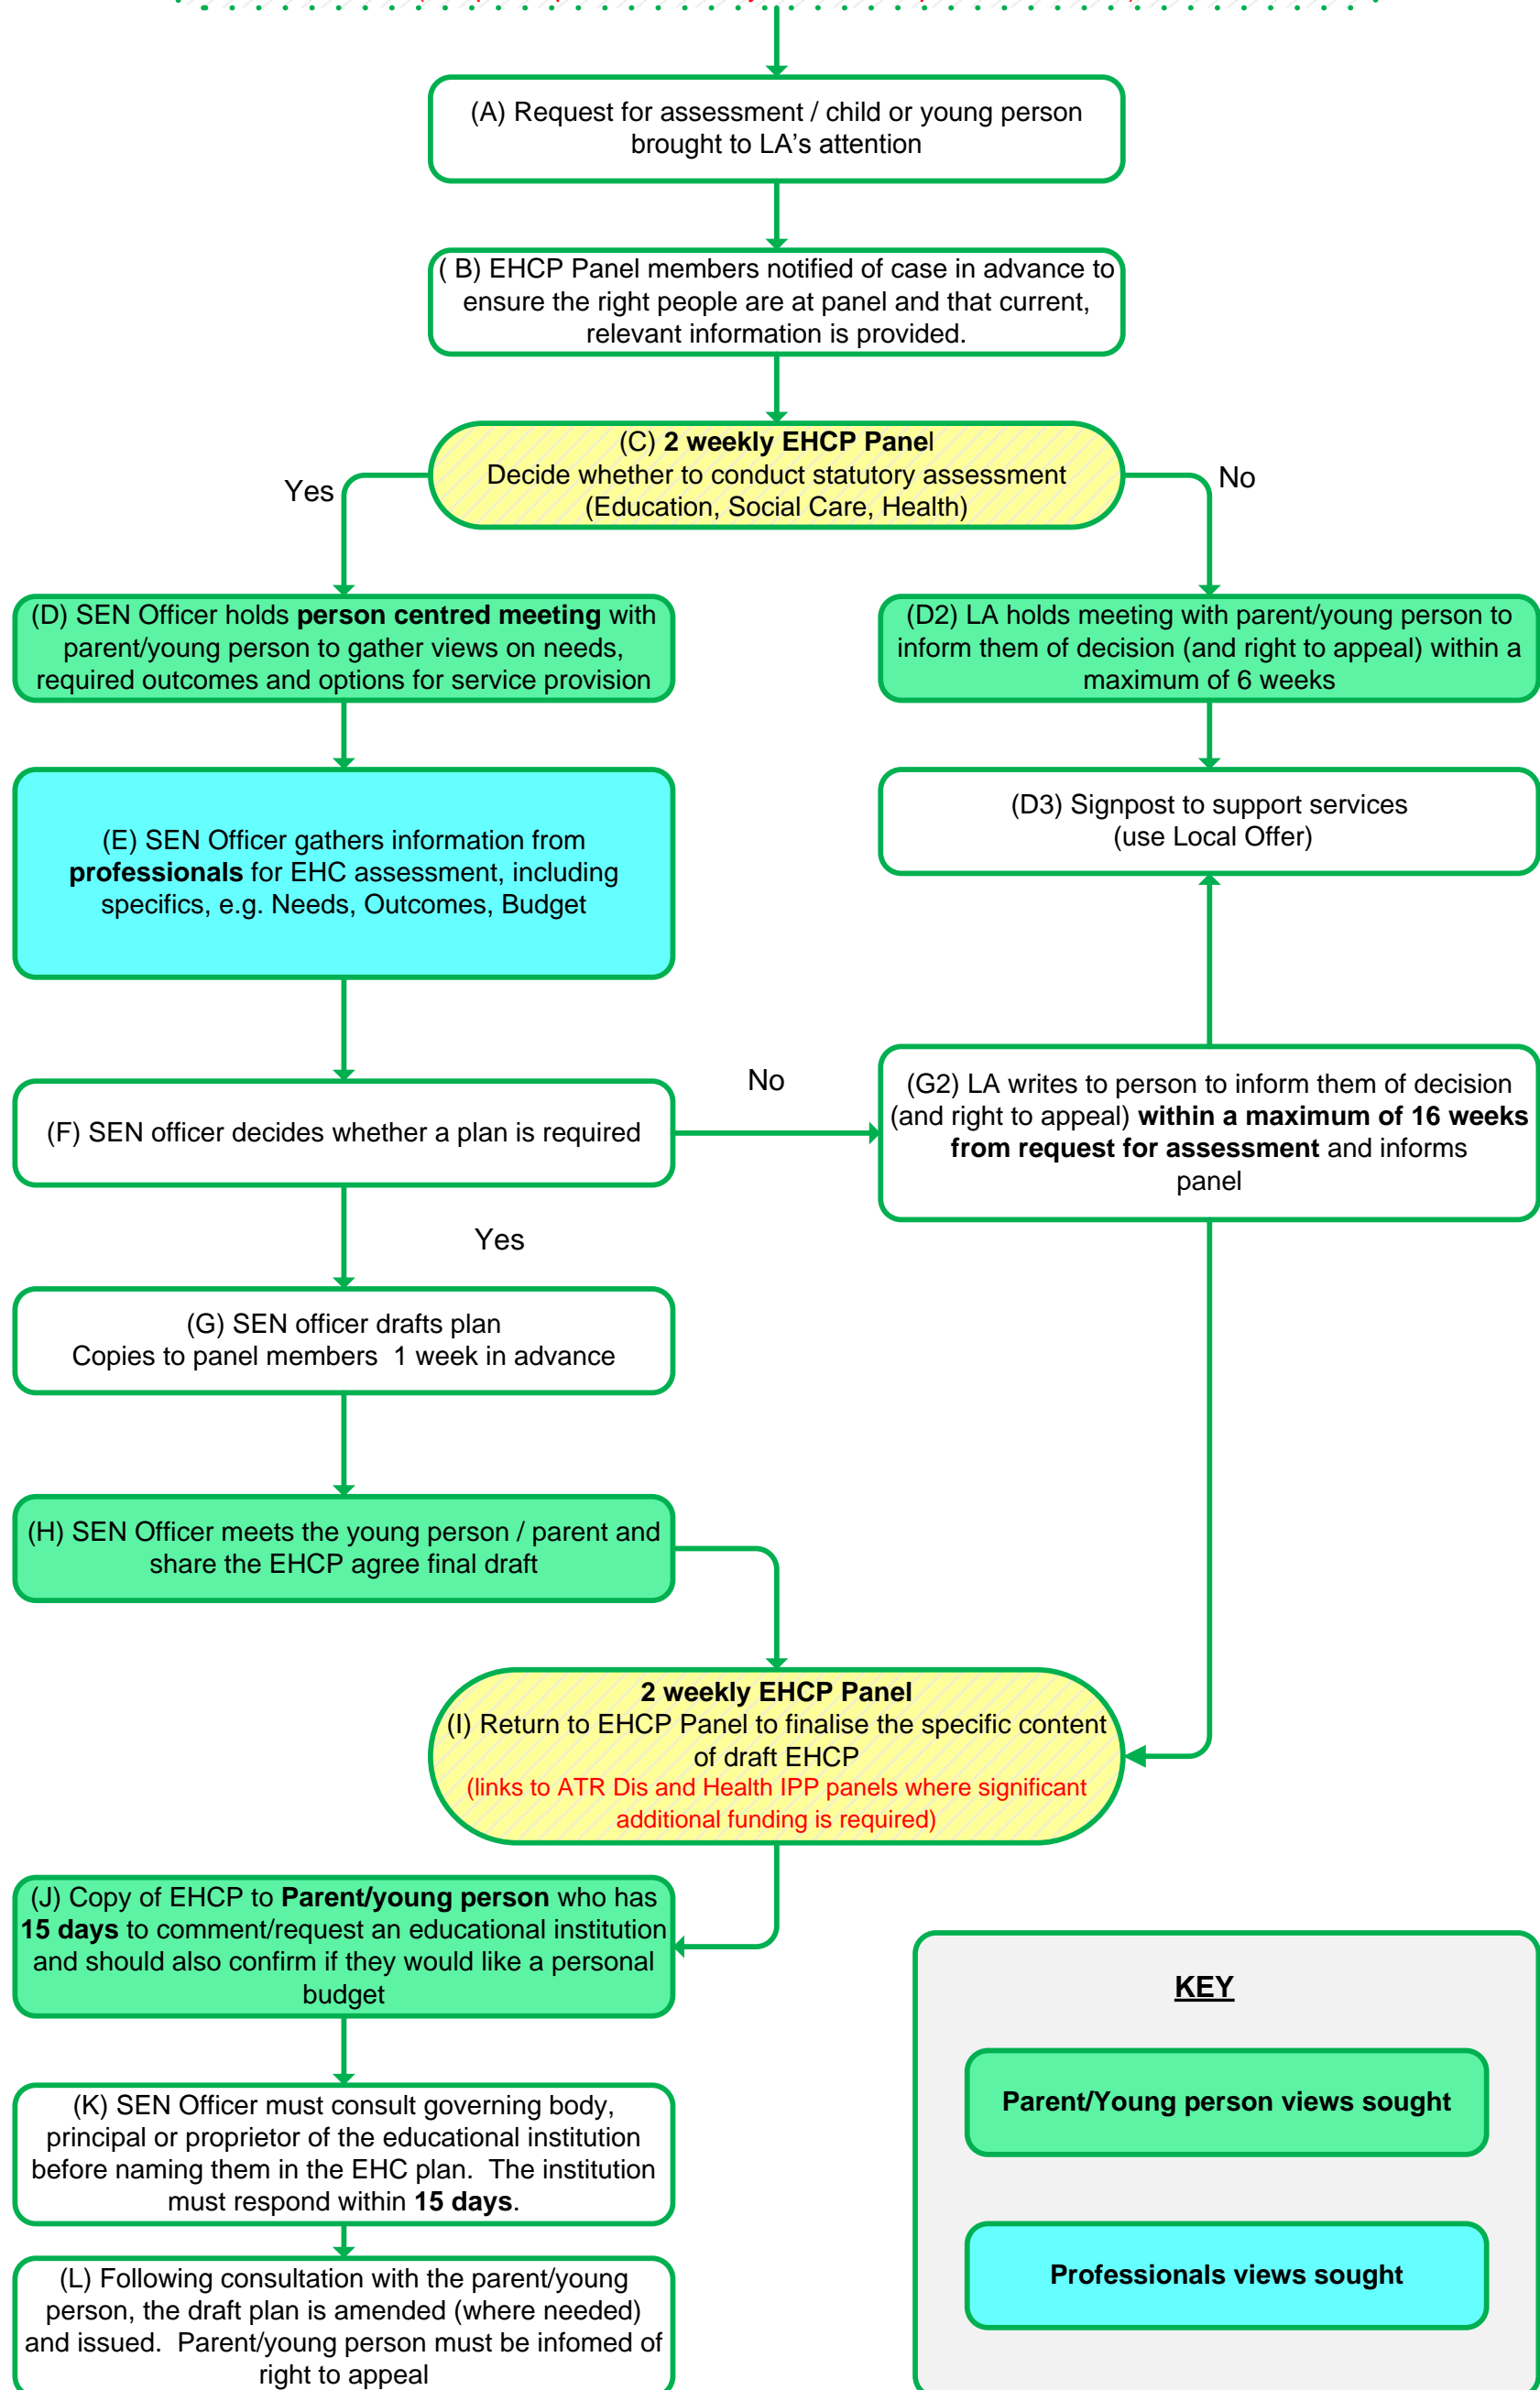 (A) Request for assessment / child or young person
brought to LA's attention
( B) EHCP Panel members notified of case in advance to
ensure the right people are at panel and that current,
relevant information is provided.
(C) 2 weekly EHCP Panel
Decide whether to conduct statutory assessment
(Education, Social Care, Health)
Yes
No
(D) SEN Officer holds person centred meeting with
parent/young person to gather views on needs,
required outcomes and options for service provision
(D2) LA holds meeting with parent/young person to
inform them of decision (and right to appeal) within a
maximum of 6 weeks
(E) SEN Officer gathers information from
professionals for EHC assessment, including
specifics, e.g. Needs, Outcomes, Budget
(D3) Signpost to support services
(use Local Offer)
(F) SEN officer decides whether a plan is required
No
(G2) LA writes to person to inform them of decision
(and right to appeal) within a maximum of 16 weeks
from request for assessment and informs
panel
Yes
(G) SEN officer drafts plan
Copies to panel members 1 week in advance
(H) SEN Officer meets the young person / parent and
share the EHCP agree final draft
2 weekly EHCP Panel
(I) Return to EHCP Panel to finalise the specific content
of draft EHCP
(links to ATR Dis and Health IPP panels where significant
additional funding is required)
(J) Copy of EHCP to Parent/young person who has
15 days to comment/request an educational institution
and should also confirm if they would like a personal
budget
(K) SEN Officer must consult governing body,
principal or proprietor of the educational institution
before naming them in the EHC plan. The institution
must respond within 15 days.
(L) Following consultation with the parent/young
person, the draft plan is amended (where needed)
and issued. Parent/young person must be infomed of
right to appeal
KEY
Parent/Young person views sought
Professionals views sought